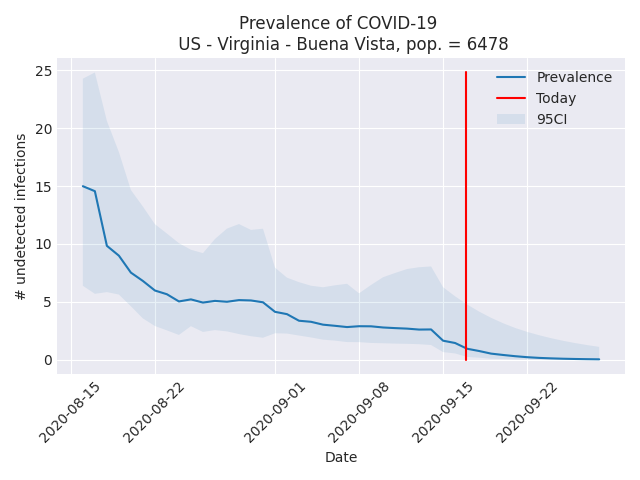 Prevalence of COVID-19
US - Virginia - Buena Vista, pop. = 6478
25
20
15
10
5
0
# undetected infections
Prevalence
Today
95CI
2020-08-15
2020-08-22
2020-09-01
2020-09-08
2020-09-15
2020-09-22
Date